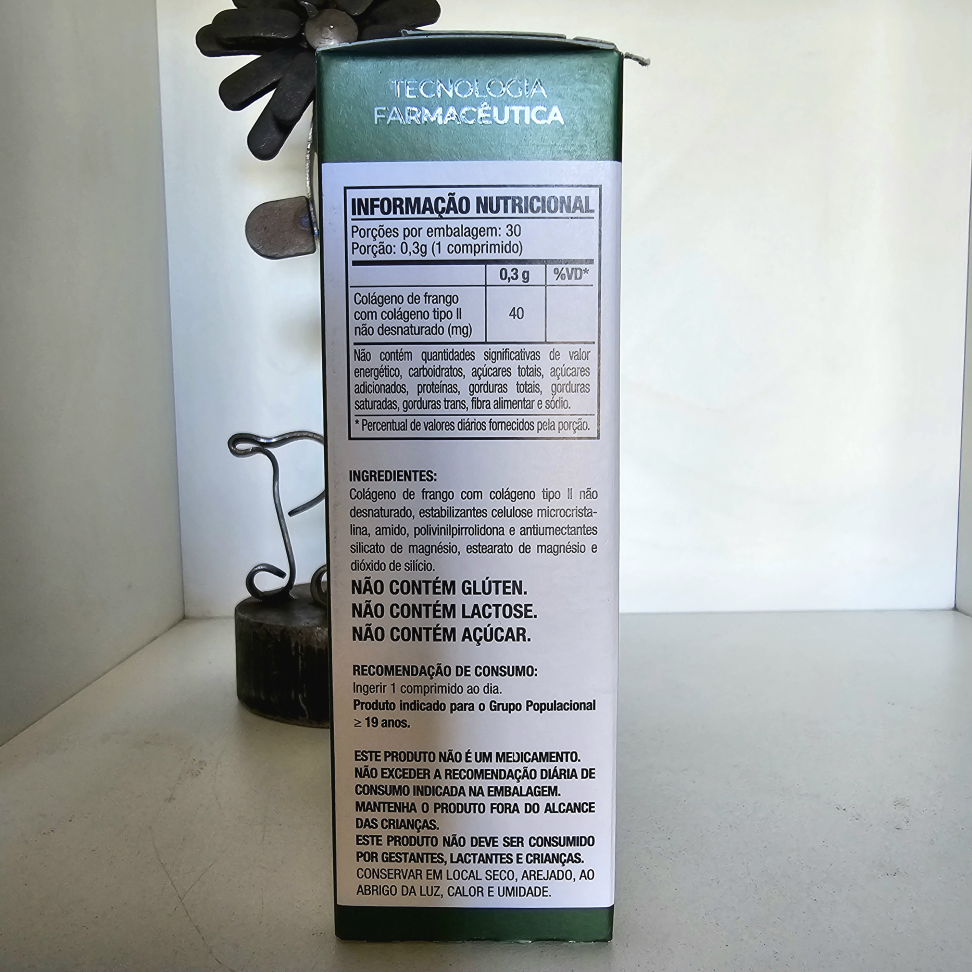 TECNOLOGIA
FARMACÊUTICA
INFORMAÇÃO NUTRICIONAL
Porções por embalagem: 30
Porção: 0,3g (1 comprimido)
0,3 g %VD*
Colágeno de frango
com colágeno tipo II
não desnaturado (mg) 40
Não contém quantidades significativas de valor
energético, carboidratos, açúcares totais, açúcares
adicionados, proteínas, gorduras totais, gorduras
saturadas, gorduras trans, fibra alimentar e sódio.
* Percentual de valores diários fornecidos pela porção.
INGREDIENTES:
Colágeno de frango com colágeno tipo II não
desnaturado, estabilizantes celulose microcrista-
lina, amido, polivinilpirrolidona e antiumectantes
silicato de magnésio, estearato de magnésio e
dióxido de silício.
NÃO CONTÉM GLÚTEN.
NÃO CONTÉM LACTOSE.
NÃO CONTÉM AÇÚCAR.
RECOMENDAÇÃO DE CONSUMO:
Ingerir 1 comprimido ao dia.
Produto indicado para o Grupo Populacional
≥ 19 anos.
ESTE PRODUTO NÃO É UM MEDICAMENTO.
NÃO EXCEDER A RECOMENDAÇÃO DIÁRIA DE
CONSUMO INDICADA NA EMBALAGEM.
MANTENHA O PRODUTO FORA DO ALCANCE
DAS CRIANÇAS.
ESTE PRODUTO NÃO DEVE SER CONSUMIDO
POR GESTANTES, LACTANTES E CRIANÇAS.
CONSERVAR EM LOCAL SECO, AREJADO, AO
ABRIGO DA LUZ, CALOR E UMIDADE.